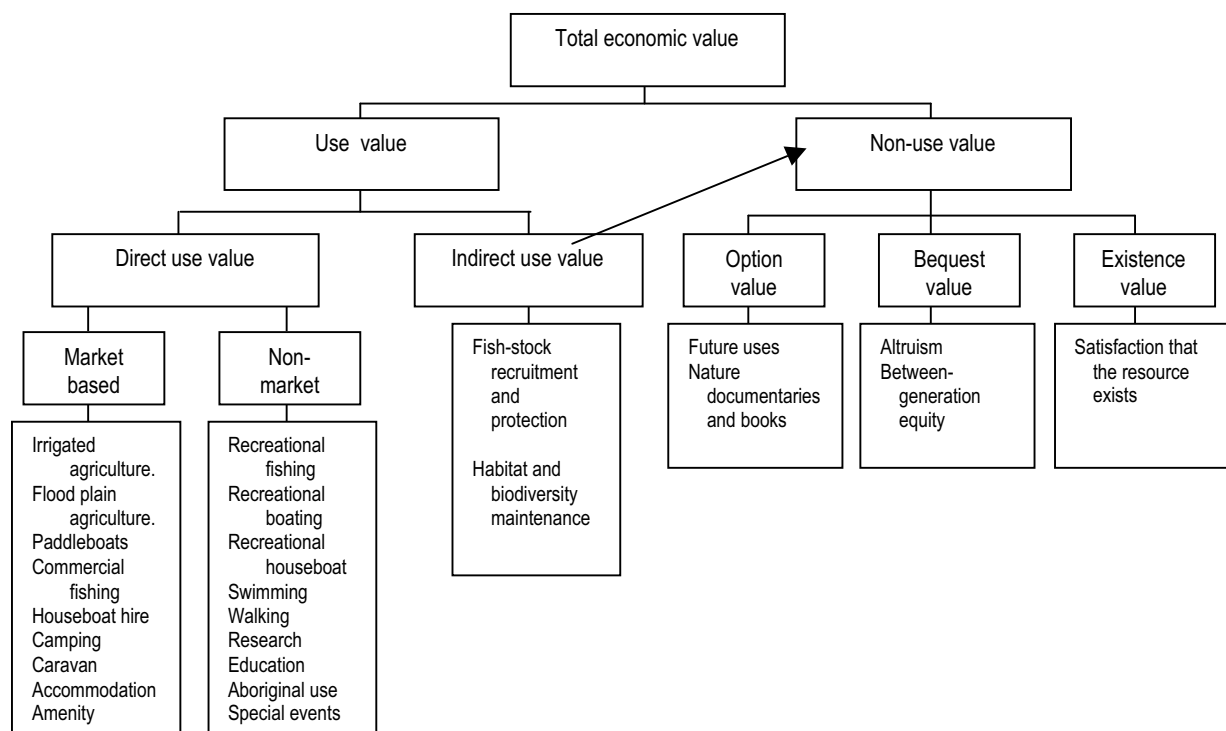 Total economic value
Use value
Non-use value
Direct use value
Indirect use value
Option
value
Bequest
value
Existence
value
Market
based
Non-
market
Fish-stock
recruitment
and
protection
Habitat and
biodiversity
maintenance
Future uses
Nature
documentaries
and books
Altruism
Between-
generation
equity
Satisfaction that
the resource
exists
Irrigated
agriculture.
Flood plain
agriculture.
Paddleboats
Commercial
fishing
Houseboat hire
Camping
Caravan
Accommodation
Amenity
Recreational
fishing
Recreational
boating
Recreational
houseboat
Swimming
Walking
Research
Education
Aboriginal use
Special events